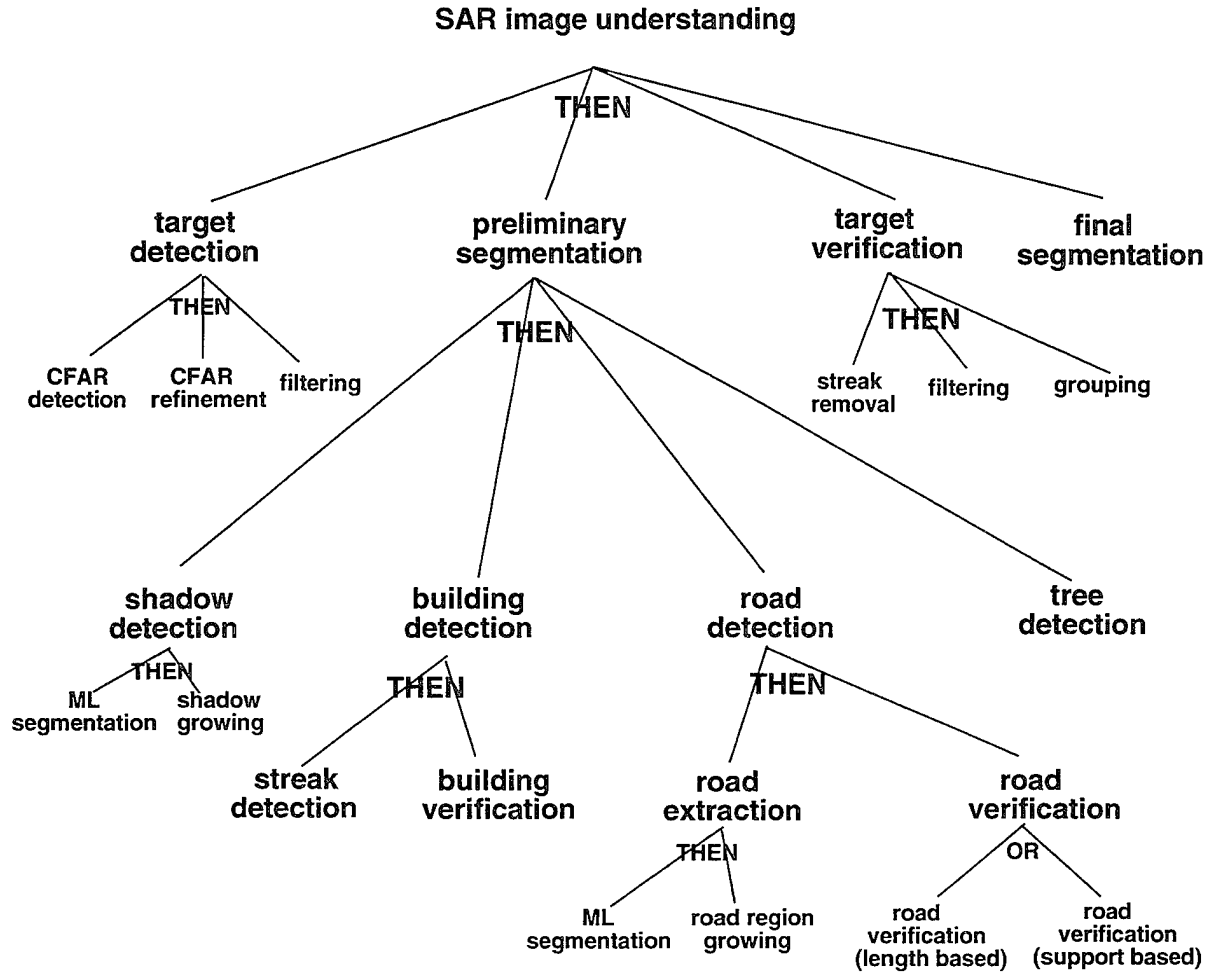 SAR image understanding
THEN
target
detection
preliminary
segmentation
target
verification
final
segmentation
THEN
CFAR
detection
CFAR
refinement
filtering
THEN
THEN
streak
removal
filtering
grouping
shadow
detection
building
detection
road
detection
tree
detection
THEN
ML
segmentation
shadow
growing
THEN
streak
detection
building
verification
THEN
road
extraction
road
verification
THEN
ML
segmentation
road region
growing
OR
road
verification
(length based)
road
verification
(support based)